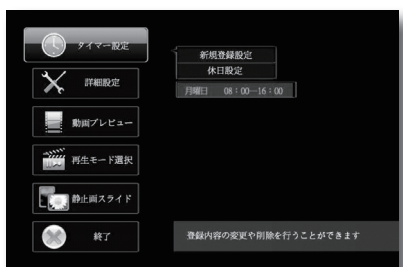 タイマー設定
新規登録設定
休日設定
月曜日 08：00--16：00
詳細設定
動画プレビュー
再生モード選択
静止画スライド
終了
登録内容の変更や削除を行うことができます